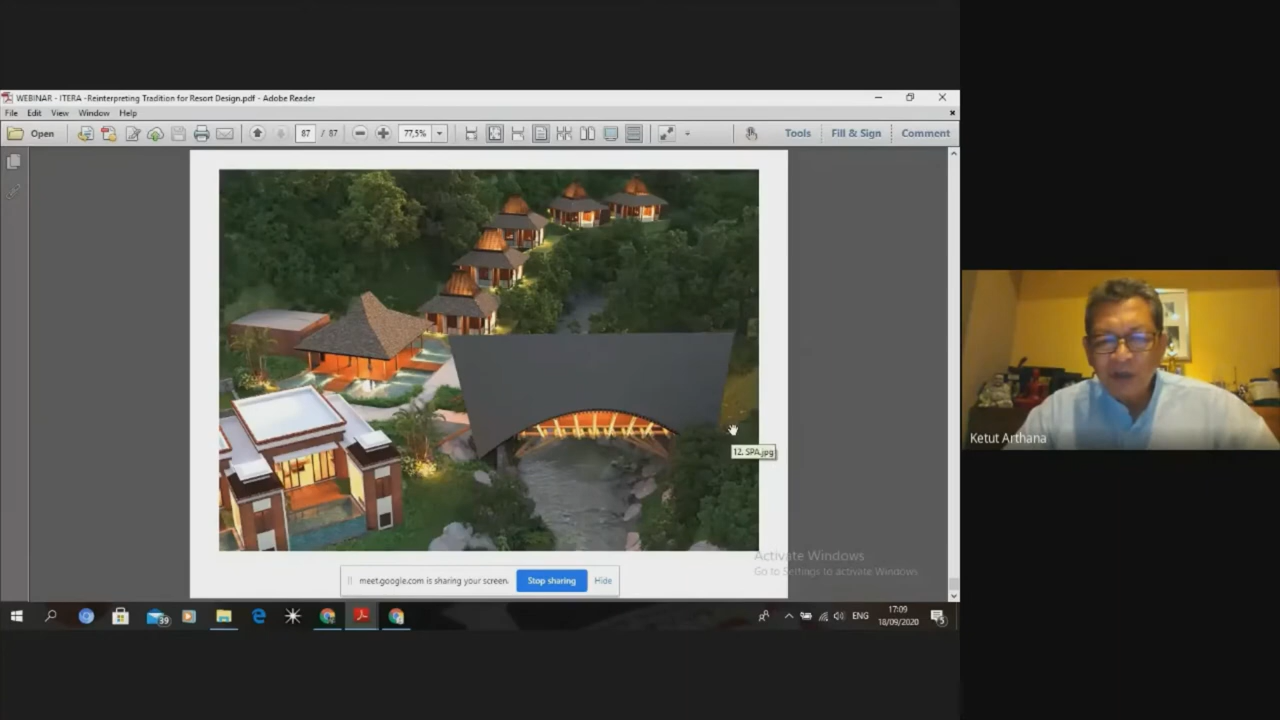 WEBINAR - ITERA -Reinterpreting Tradition for Resort Design.pdf - Adobe Reader
File Edit View Window Help
Open 87 / 87 77,5% Tools Fill & Sign Comment
12. SPA.jpg
Ketut Arthana
Activate Windows
Go to Settings to activate Windows.
meet.google.com is sharing your screen. Stop sharing Hide
39 ENG 17:09 5
18/09/2020